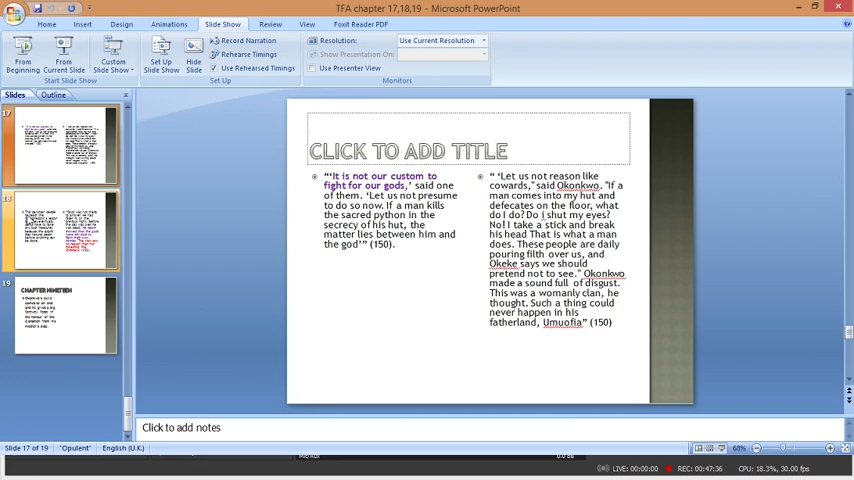 TFA chapter 17,18,19 - Microsoft PowerPoint
Home Insert Design Animations Slide Show Review View Foxit Reader PDF
From Beginning
From Current Slide
Custom Slide Show
Start Slide Show
Set Up Slide Show
Hide Slide
Record Narration
Rehearse Timings
Use Rehearsed Timings
Set Up
Resolution: Use Current Resolution
Show Presentation On:
Use Presenter View
Monitors
Slides Outline
17
18
19
CHAPTER NINETEEN
CLICK TO ADD TITLE
“‘It is not our custom to
fight for our gods,’ said one
of them. ‘Let us not presume
to do so now. If a man kills
the sacred python in the
secrecy of his hut, the
matter lies between him and
the god’” (150).
“ ‘Let us not reason like
cowards," said Okonkwo. "If a
man comes into my hut and
defecates on the floor, what
do I do? Do i shut my eyes?
No! I take a stick and break
his head That is what a man
does. These people are daily
pouring filth over us, and
Okeke says we should
pretend not to see." Okonkwo
made a sound full of disgust.
This was a womanly clan, he
thought. Such a thing could
never happen in his
fatherland, Umuofia” (150)
Click to add notes
Slide 17 of 19 "Opulent" English (U.K.) 68%
0.0 dB
LIVE: 00:00:00 REC: 00:47:36 CPU: 18.3%, 30.00 fps